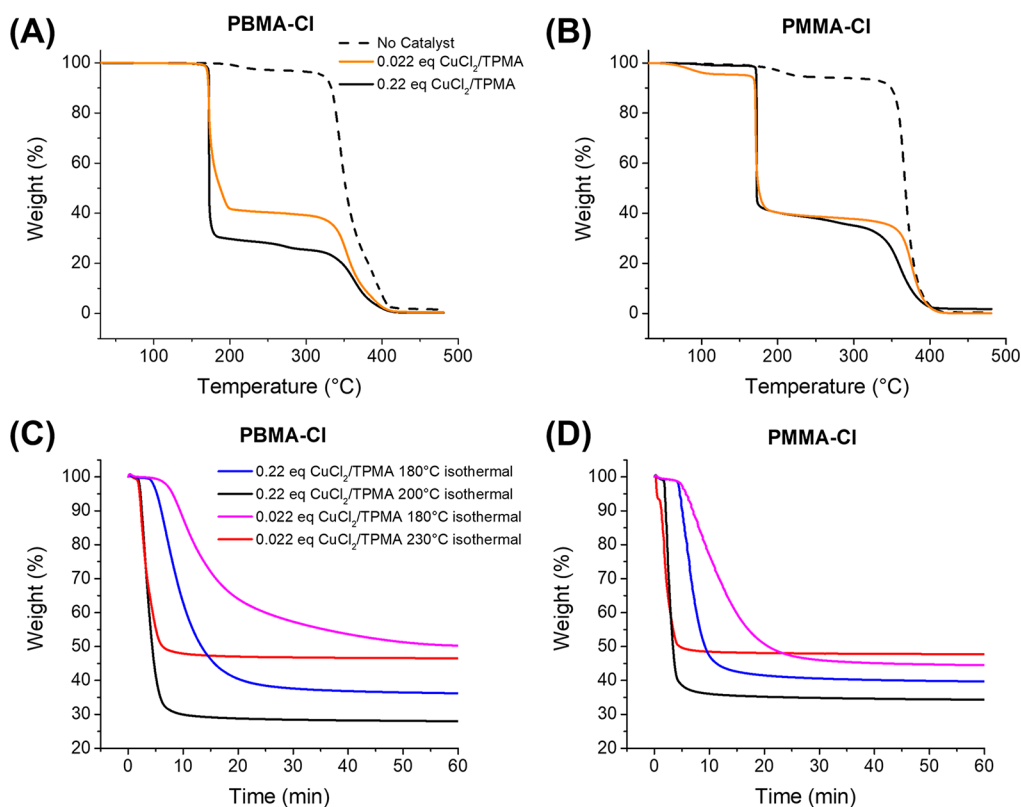 (A)
PBMA-Cl
No Catalyst
0.022 eq CuCl₂/TPMA
0.22 eq CuCl₂/TPMA
100
80
60
40
20
0
Weight (%)
100
200
300
400
500
Temperature (°C)
(B)
PMMA-Cl
100
80
60
40
20
0
Weight (%)
100
200
300
400
500
Temperature (°C)
(C)
PBMA-Cl
0.22 eq CuCl₂/TPMA 180°C isothermal
0.22 eq CuCl₂/TPMA 200°C isothermal
0.022 eq CuCl₂/TPMA 180°C isothermal
0.022 eq CuCl₂/TPMA 230°C isothermal
100
90
80
70
60
50
40
30
20
Weight (%)
0
10
20
30
40
50
60
Time (min)
(D)
PMMA-Cl
100
90
80
70
60
50
40
30
20
Weight (%)
0
10
20
30
40
50
60
Time (min)